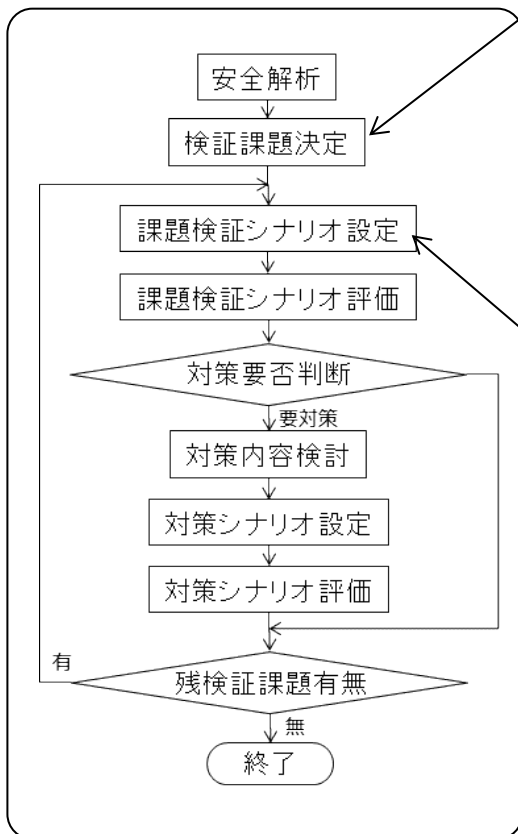 安全解析
検証課題決定
課題検証シナリオ設定
課題検証シナリオ評価
対策要否判断
要対策
対策内容検討
対策シナリオ設定
対策シナリオ評価
有
残検証課題有無
無
終了